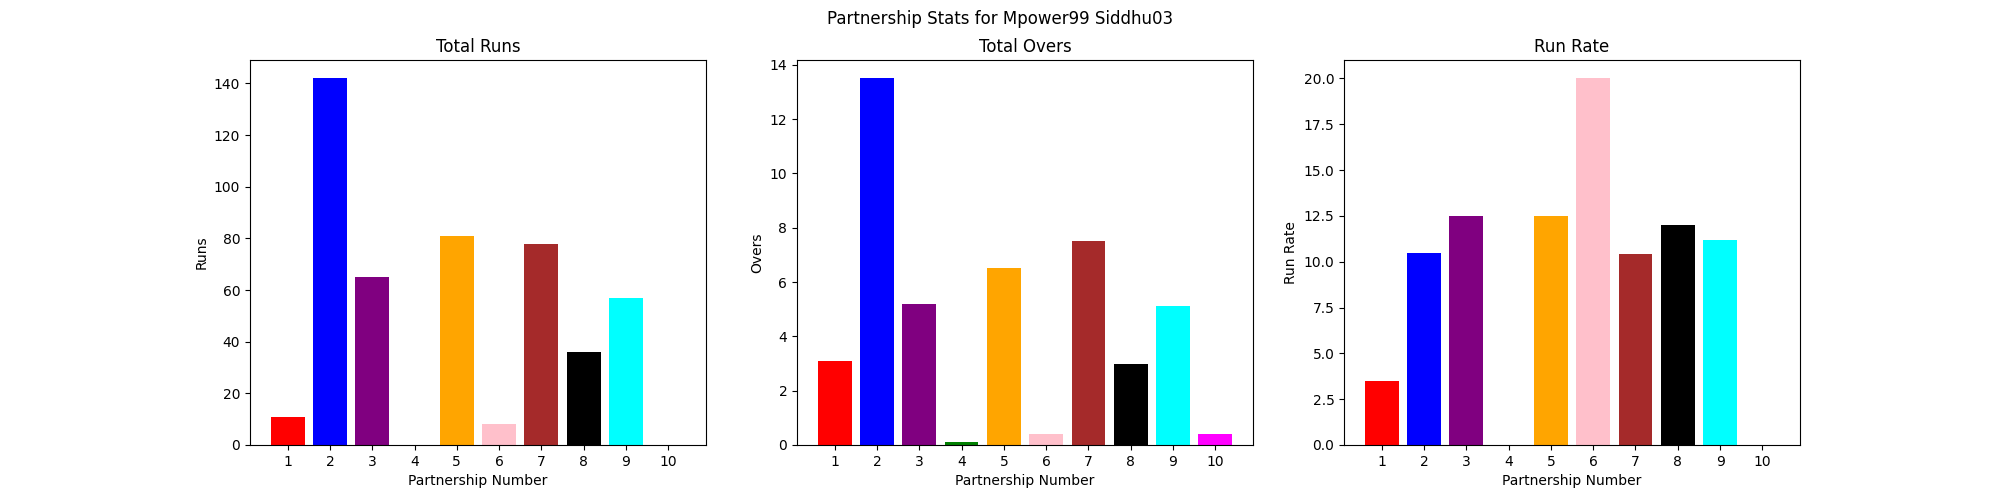 Partnership Stats for Mpower99 Siddhu03
Total Runs
140
120
100
80
60
40
20
0
Runs
1 2 3 4 5 6 7 8 9 10
Partnership Number
Total Overs
14
12
10
8
6
4
2
0
Overs
1 2 3 4 5 6 7 8 9 10
Partnership Number
Run Rate
20.0
17.5
15.0
12.5
10.0
7.5
5.0
2.5
0.0
Run Rate
1 2 3 4 5 6 7 8 9 10
Partnership Number